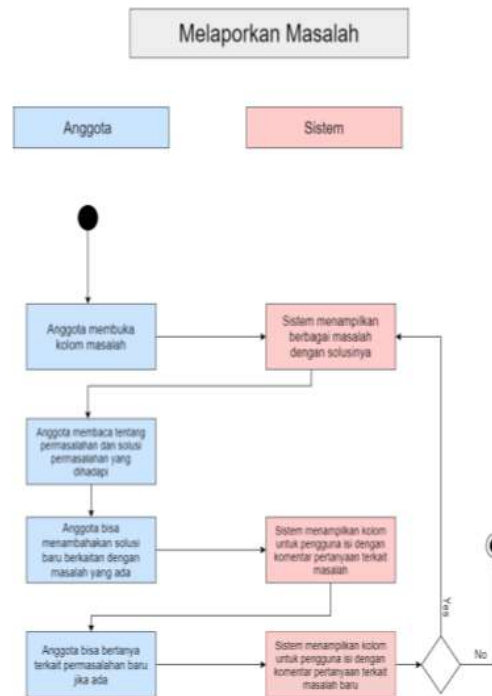 Melaporkan Masalah
Anggota
Sistem
Anggota membuka
kolom masalah
Sistem menampilkan
berbagai masalah
dengan solusinya
Anggota membaca tentang
permasalahan dan solusi
permasalahan yang
dihadapi
Anggota bisa
menambahakan solusi
baru berkaitan dengan
masalah yang ada
Sistem menampilkan kolom
untuk pengguna isi dengan
komentar pertanyaan terkait
masalah
Anggota bisa bertanya
terkait permasalahan baru
jika ada
Sistem menampilkan kolom
untuk pengguna isi dengan
komentar pertanyaan terkait
masalah baru
Yes
No